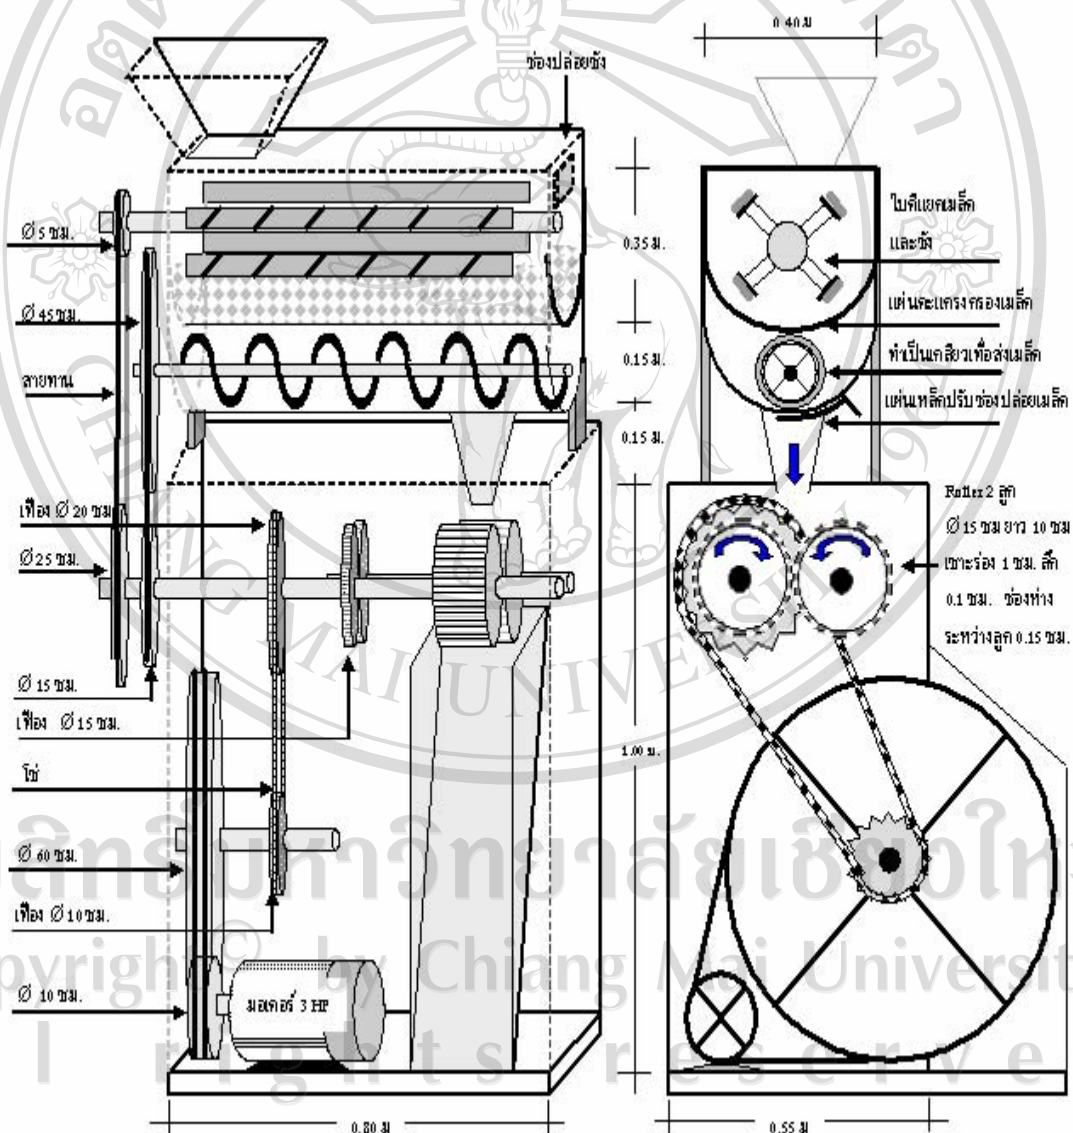 0.40 ม
ช่องปล่อยซัง
ใบตีแยกเมล็ด
และซัง
Ø 5 ซม.
0.35 ม.
แผ่นตะแกรงกรองเมล็ด
Ø 45 ซม.
ทำเป็นเกลียวเพื่อส่งเมล็ด
0.15 ม.
สายพาน
แผ่นเหล็กปรับช่องปล่อยเมล็ด
0.15 ม.
Roller 2 ลูก
เฟือง Ø 20 ซม
Ø 15 ซม ยาว 10 ซม
Ø 25 ซม.
เซาะร่อง 1 ซม. ลึก
0.1 ซม. ช่องห่าง
ระหว่างลูก 0.15 ซม.
Ø 15 ซม.
เฟือง Ø 15 ซม.
1.00 ม.
โซ่
Ø 60 ซม.
เฟือง Ø 10 ซม.
Ø 10 ซม.
มอเตอร์ 3 HP
0.80 ม
0.55 ม
CHIANG MAI UNIVERSITY 1964
ลิขสิทธิ์มหาวิทยาลัยเชียงให
opyright © by Chiang Mai Universit
l rights reserve